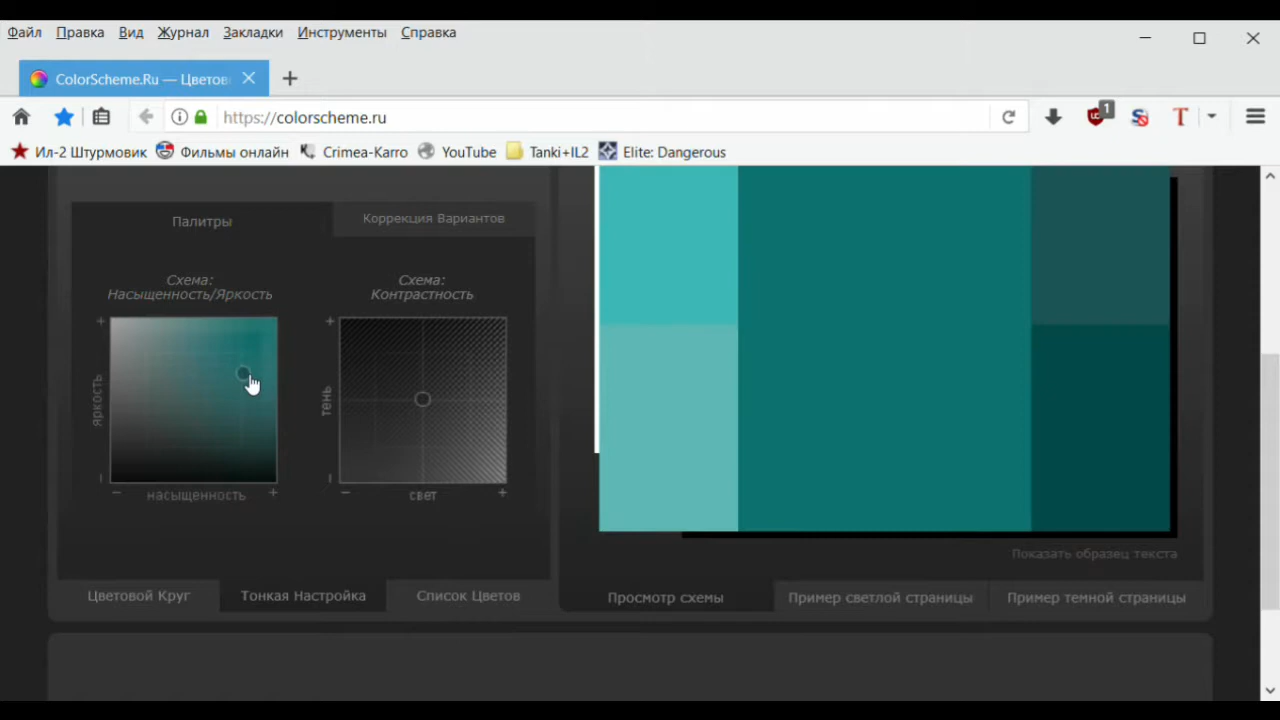 Файл Правка Вид Журнал Закладки Инструменты Справка
ColorScheme.Ru — Цветов
https://colorscheme.ru
1
Ил-2 Штурмовик Фильмы онлайн Crimea-Karro YouTube Tanki+IL2 Elite: Dangerous
Палитры Коррекция Вариантов
Схема: Схема:
Насыщенность/Яркость Контрастность
+ +
яркость тень
− −
− насыщенность + − свет +
Показать образец текста
Цветовой Круг Тонкая Настройка Список Цветов Просмотр схемы Пример светлой страницы Пример темной страницы